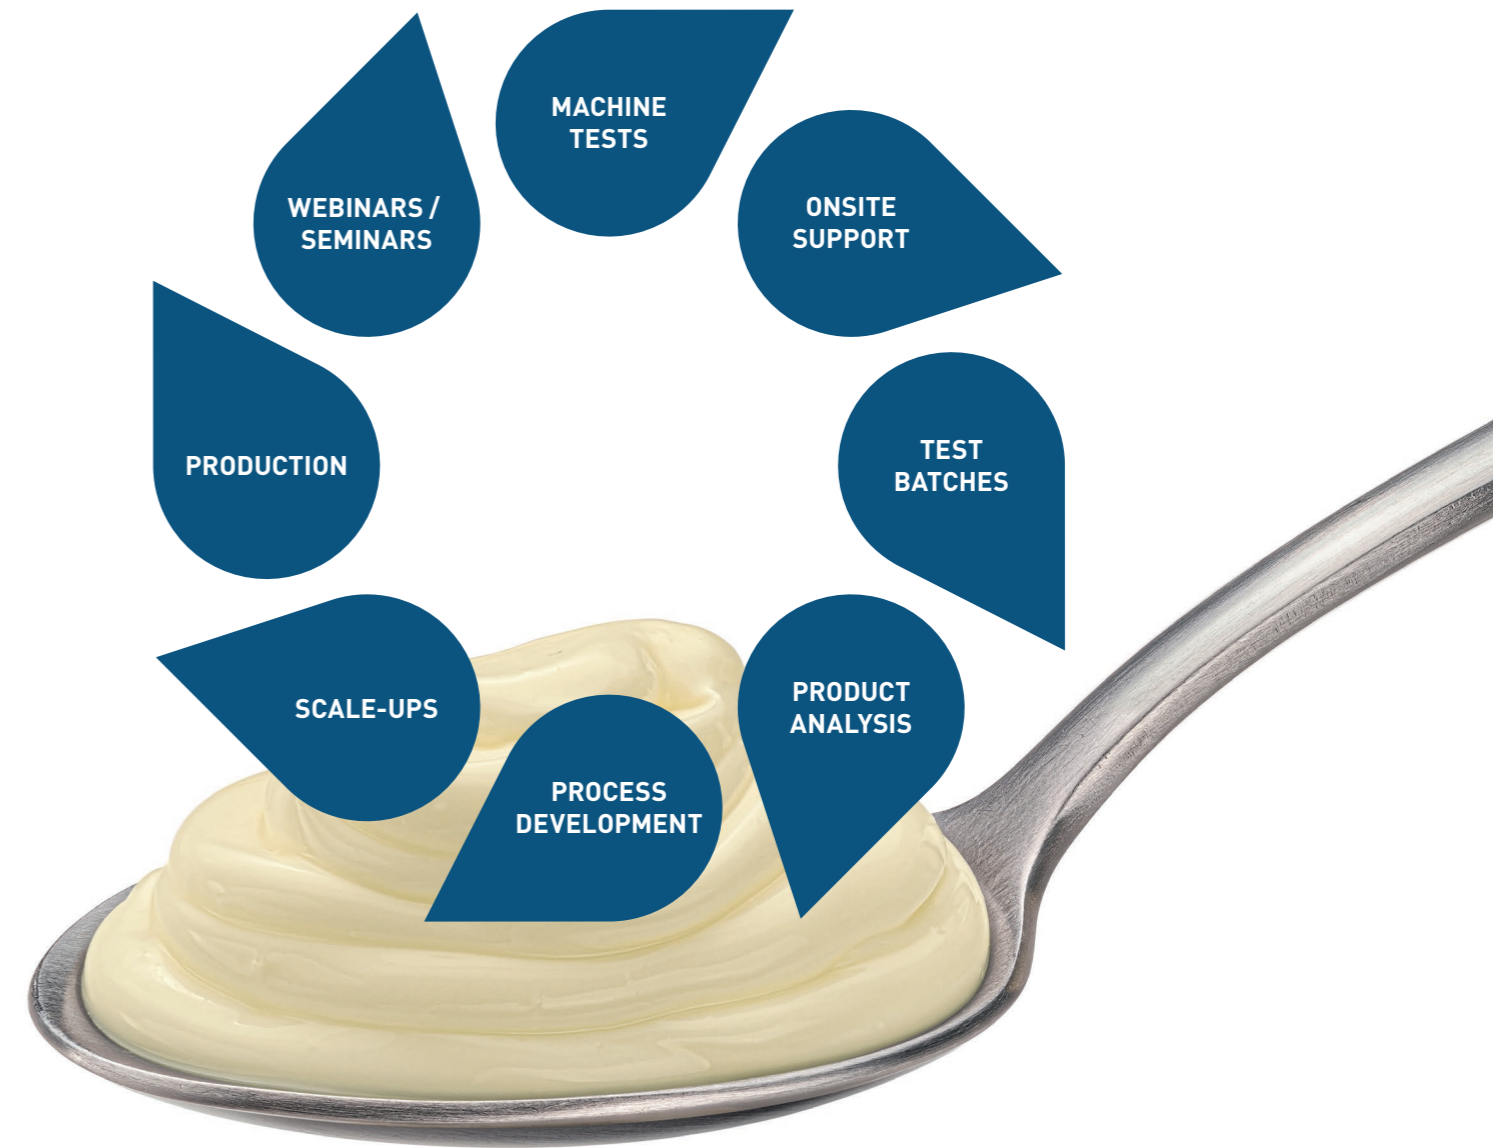 MACHINE
TESTS
ONSITE
SUPPORT
TEST
BATCHES
PRODUCT
ANALYSIS
PROCESS
DEVELOPMENT
SCALE-UPS
PRODUCTION
WEBINARS /
SEMINARS